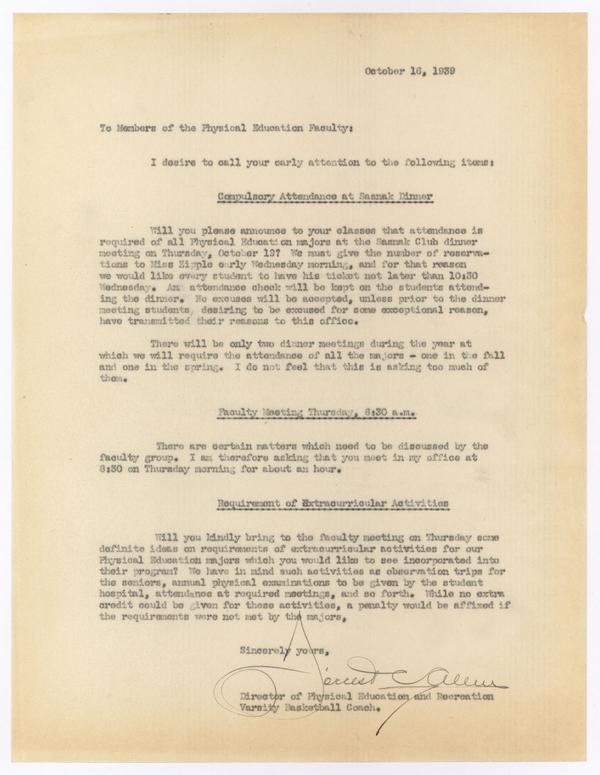 October 16, 1939
To Members of the Physical Education Faculty:
I desire to call your early attention to the following items:
Compulsory Attendance at Sasnak Dinner
Will you please announce to your classes that attendance is
required of all Physical Education majors at the Sasnak Club dinner
meeting on Thursday, October 19? We must give the number of reserva-
tions to Miss Zipple early Wednesday morning, and for that reason
we would like every student to have his ticket not later than 10:30
Wednesday. An attendance check will be kept on the students attend-
ing the dinner. No excuses will be accepted, unless prior to the dinner
meeting students, desiring to be excused for some exceptional reason,
have transmitted their reasons to this office.
There will be only two dinner meetings during the year at
which we will require the attendance of all the majors - one in the fall
and one in the spring. I do not feel that this is asking too much of
them.
Faculty Meeting Thursday, 8:30 a.m.
There are certain matters which need to be discussed by the
faculty group. I am therefore asking that you meet in my office at
8:30 on Thursday morning for about an hour.
Requirement of Extracurricular Activities
Will you kindly bring to the faculty meeting on Thursday some
definite ideas on requirements of extracurricular activities for our
Physical Education majors which you would like to see incorporated into
their program? We have in mind such activities as observation trips for
the seniors, annual physical examinations to be given by the student
hospital, attendance at required meetings, and so forth. While no extra
credit could be given for these activities, a penalty would be affixed if
the requirements were not met by the majors.
Sincerely yours,
Forrest C. Allen
Director of Physical Education and Recreation
Varsity Basketball Coach.